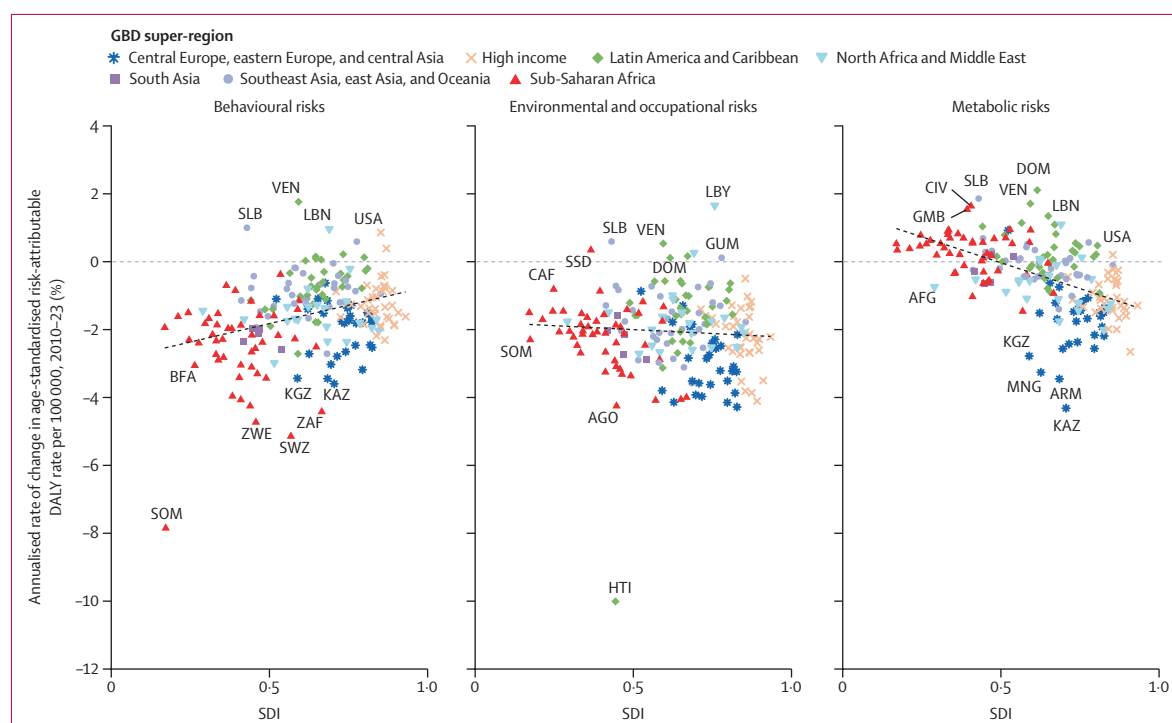 GBD super-region
Central Europe, eastern Europe, and central Asia High income Latin America and Caribbean North Africa and Middle East
South Asia Southeast Asia, east Asia, and Oceania Sub-Saharan Africa
Behavioural risks
Annualised rate of change in age-standardised risk-attributable
DALY rate per 100 000, 2010–23 (%)
4
2
0
–2
–4
–6
–8
–10
–12
VEN
SLB
LBN
USA
BFA
KGZ
KAZ
ZWE
ZAF
SWZ
SOM
0
0·5
1·0
SDI
Environmental and occupational risks
LBY
SLB
VEN
GUM
SSD
DOM
CAF
SOM
AGO
HTI
0
0·5
1·0
SDI
Metabolic risks
DOM
SLB
CIV
VEN
LBN
GMB
USA
AFG
KGZ
MNG
ARM
KAZ
0
0·5
1·0
SDI